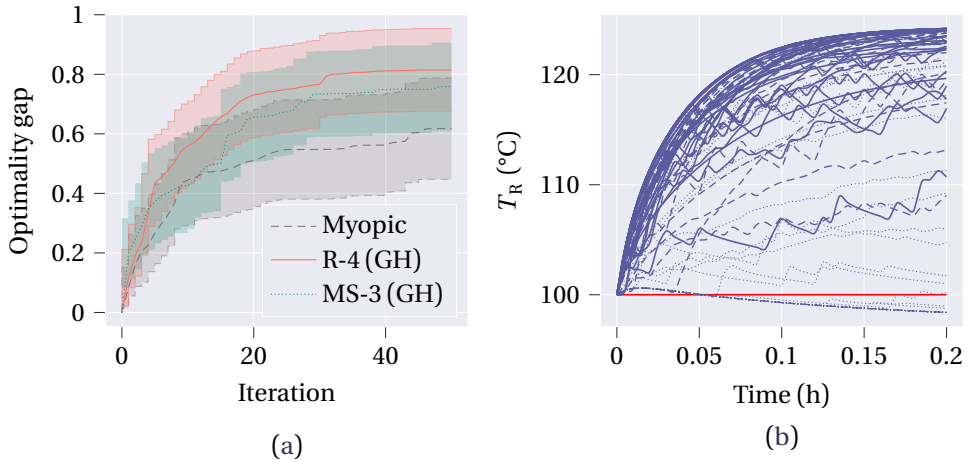 1
0.8
0.6
0.4
0.2
0
Optimality gap
Myopic
R-4 (GH)
MS-3 (GH)
0 20 40
Iteration
(a)
120
110
100
T_R (°C)
0 0.05 0.1 0.15 0.2
Time (h)
(b)